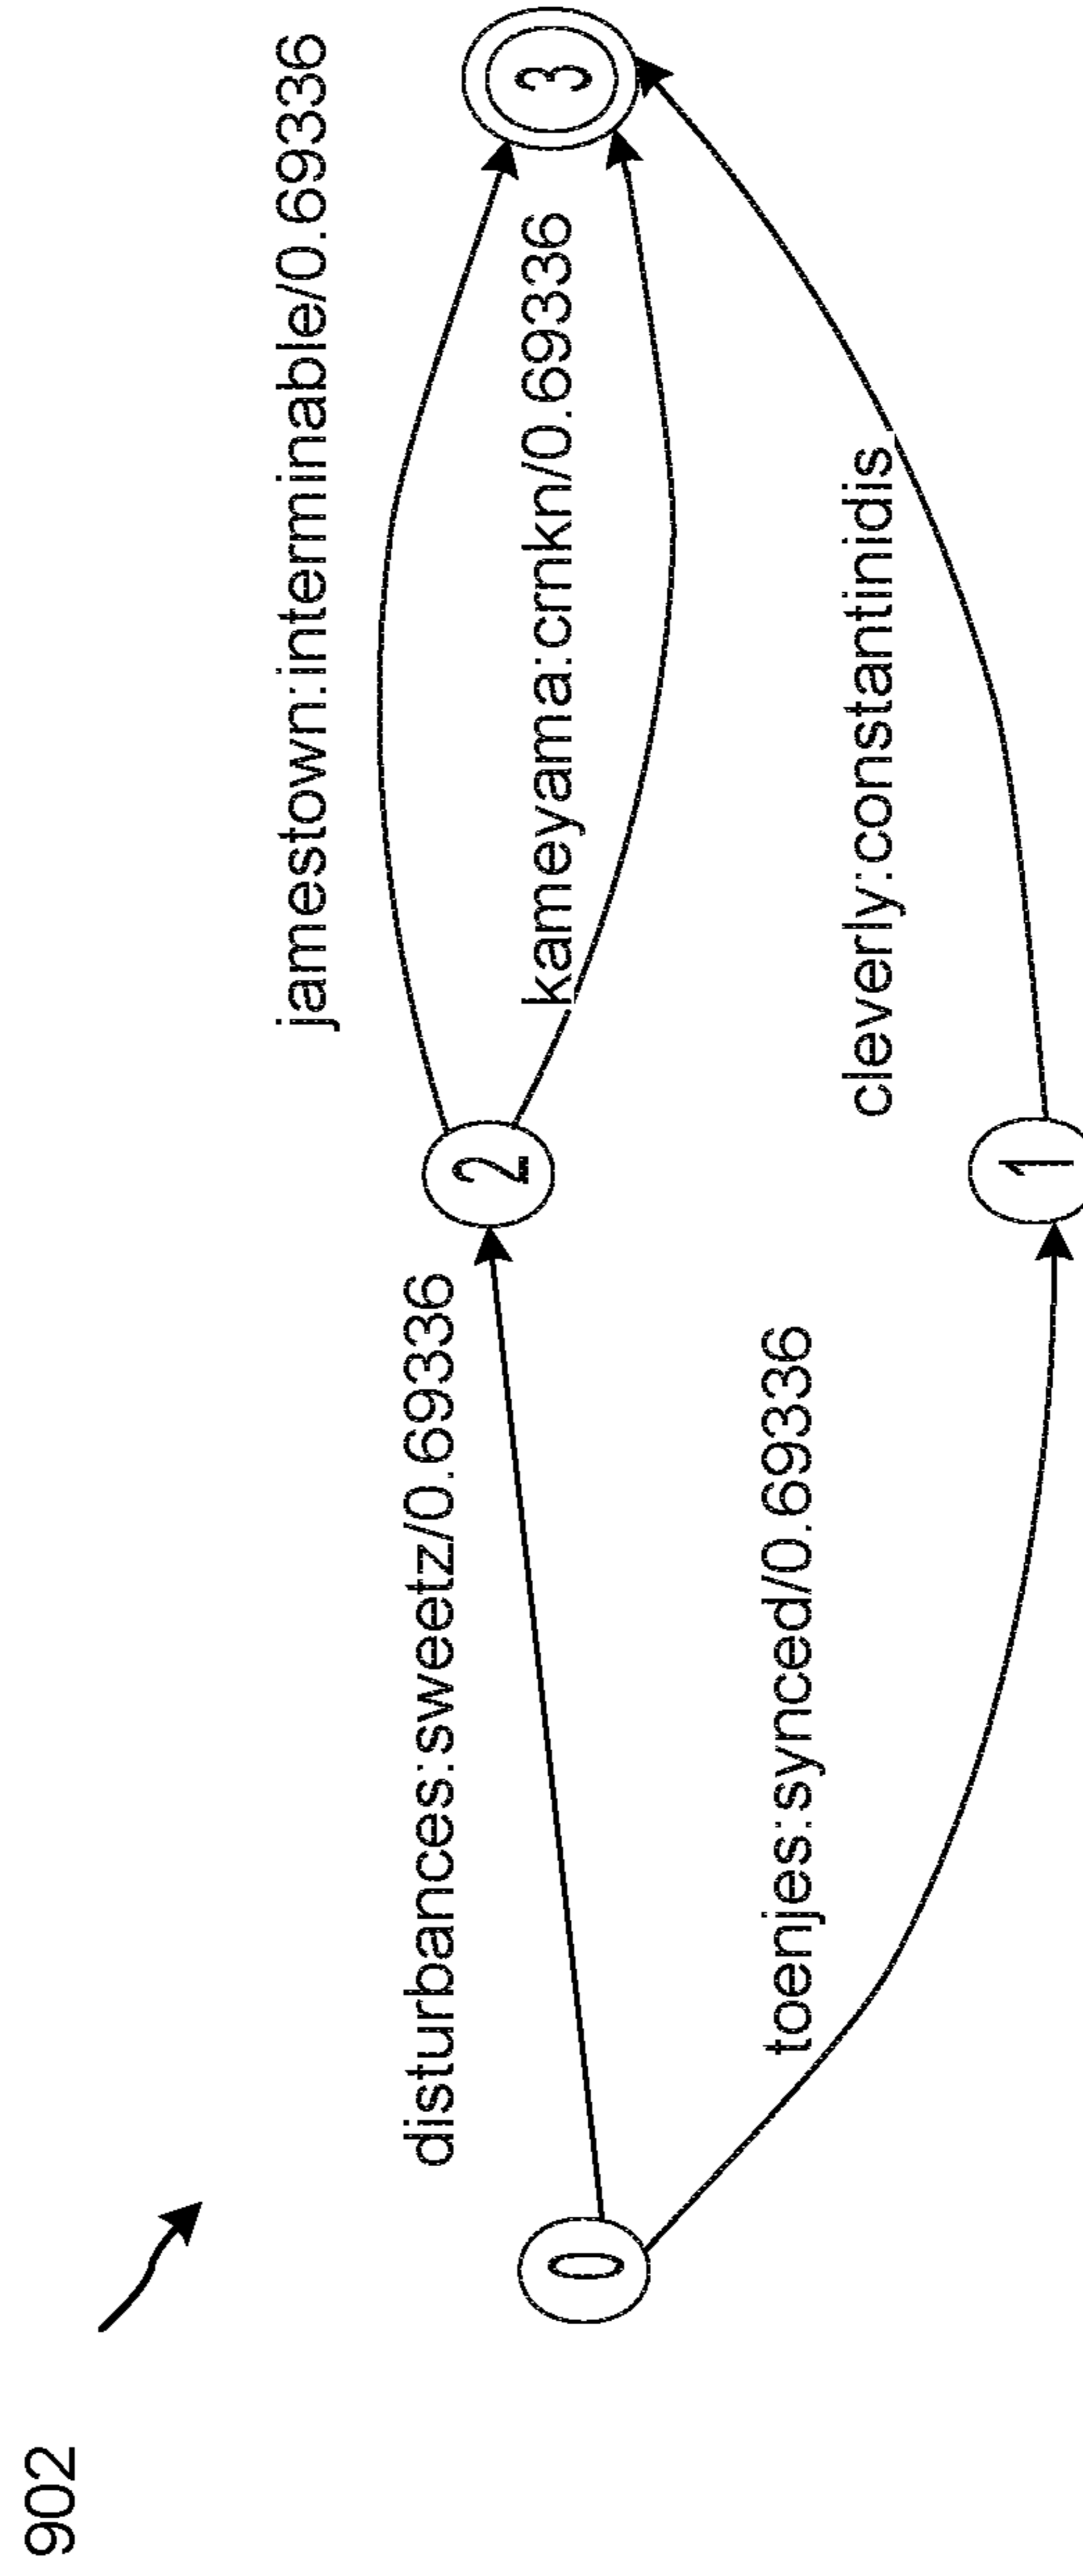 902
jamestown:interminable/0.69336
disturbances:sweetz/0.69336
kameyama:crnkn/0.69336
toenjes:synced/0.69336
cleverly:constantinidis
0
2
3
1